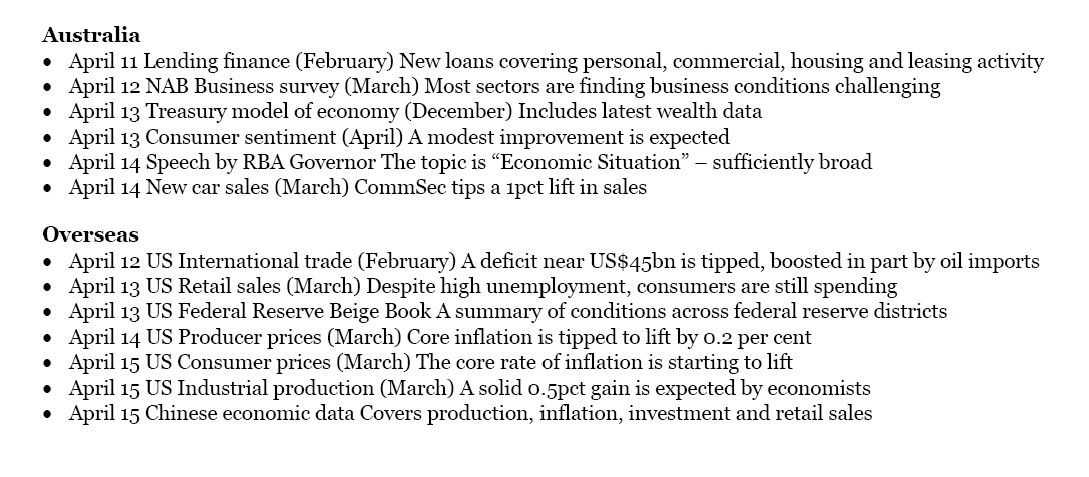 Australia
• April 11 Lending finance (February) New loans covering personal, commercial, housing and leasing activity
• April 12 NAB Business survey (March) Most sectors are finding business conditions challenging
• April 13 Treasury model of economy (December) Includes latest wealth data
• April 13 Consumer sentiment (April) A modest improvement is expected
• April 14 Speech by RBA Governor The topic is “Economic Situation” – sufficiently broad
• April 14 New car sales (March) CommSec tips a 1pct lift in sales
Overseas
• April 12 US International trade (February) A deficit near US$45bn is tipped, boosted in part by oil imports
• April 13 US Retail sales (March) Despite high unemployment, consumers are still spending
• April 13 US Federal Reserve Beige Book A summary of conditions across federal reserve districts
• April 14 US Producer prices (March) Core inflation is tipped to lift by 0.2 per cent
• April 15 US Consumer prices (March) The core rate of inflation is starting to lift
• April 15 US Industrial production (March) A solid 0.5pct gain is expected by economists
• April 15 Chinese economic data Covers production, inflation, investment and retail sales